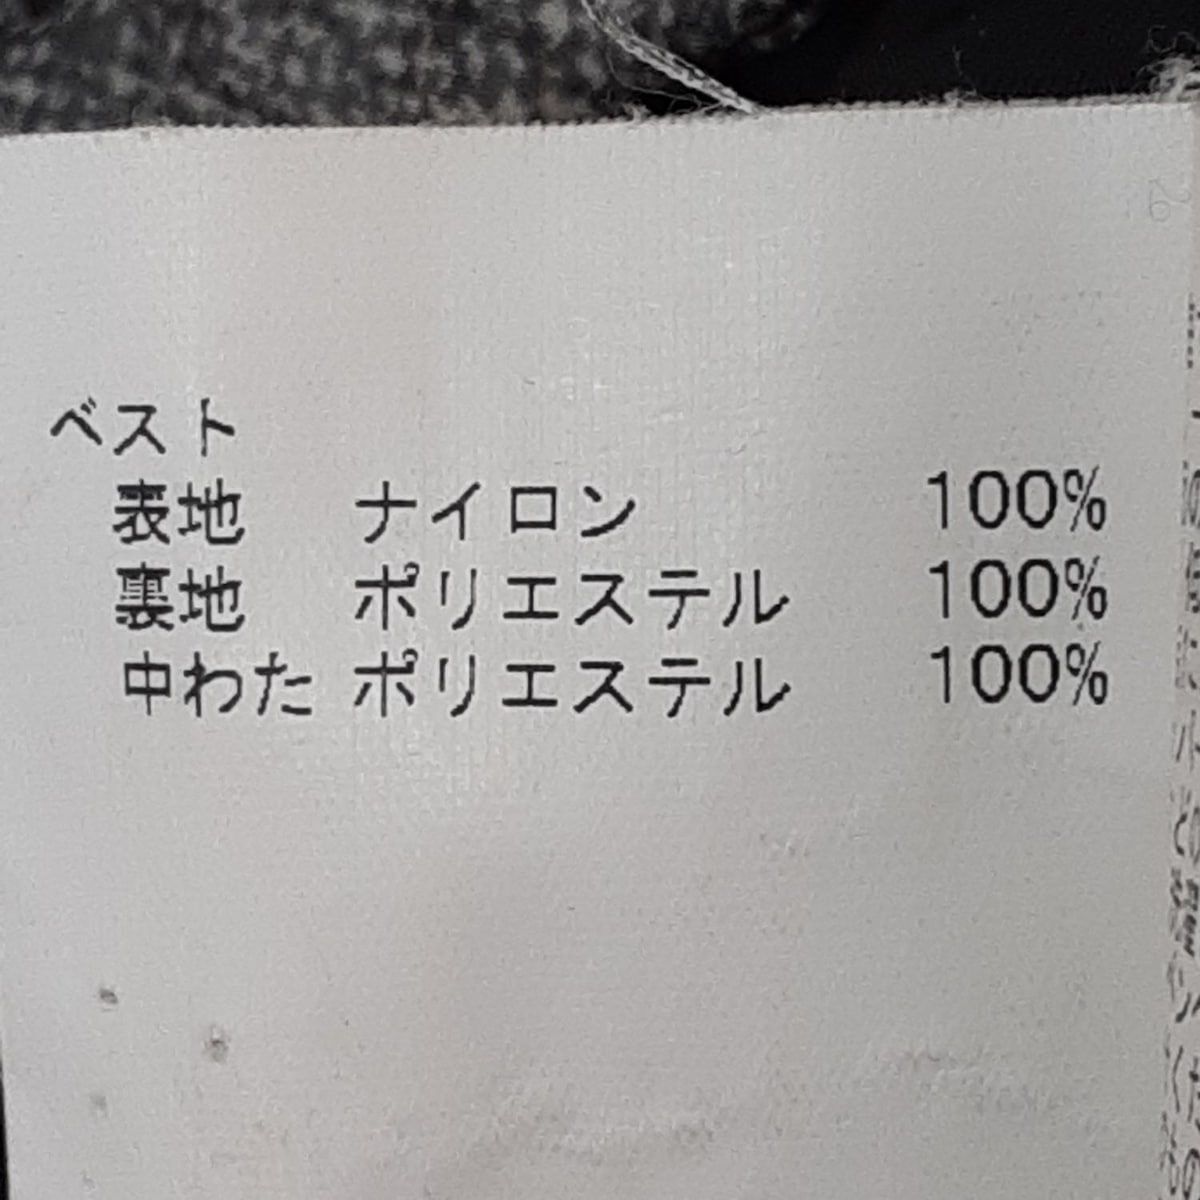 ベスト
表地 ナイロン 100%
裏地 ポリエステル 100%
中わた ポリエステル 100%